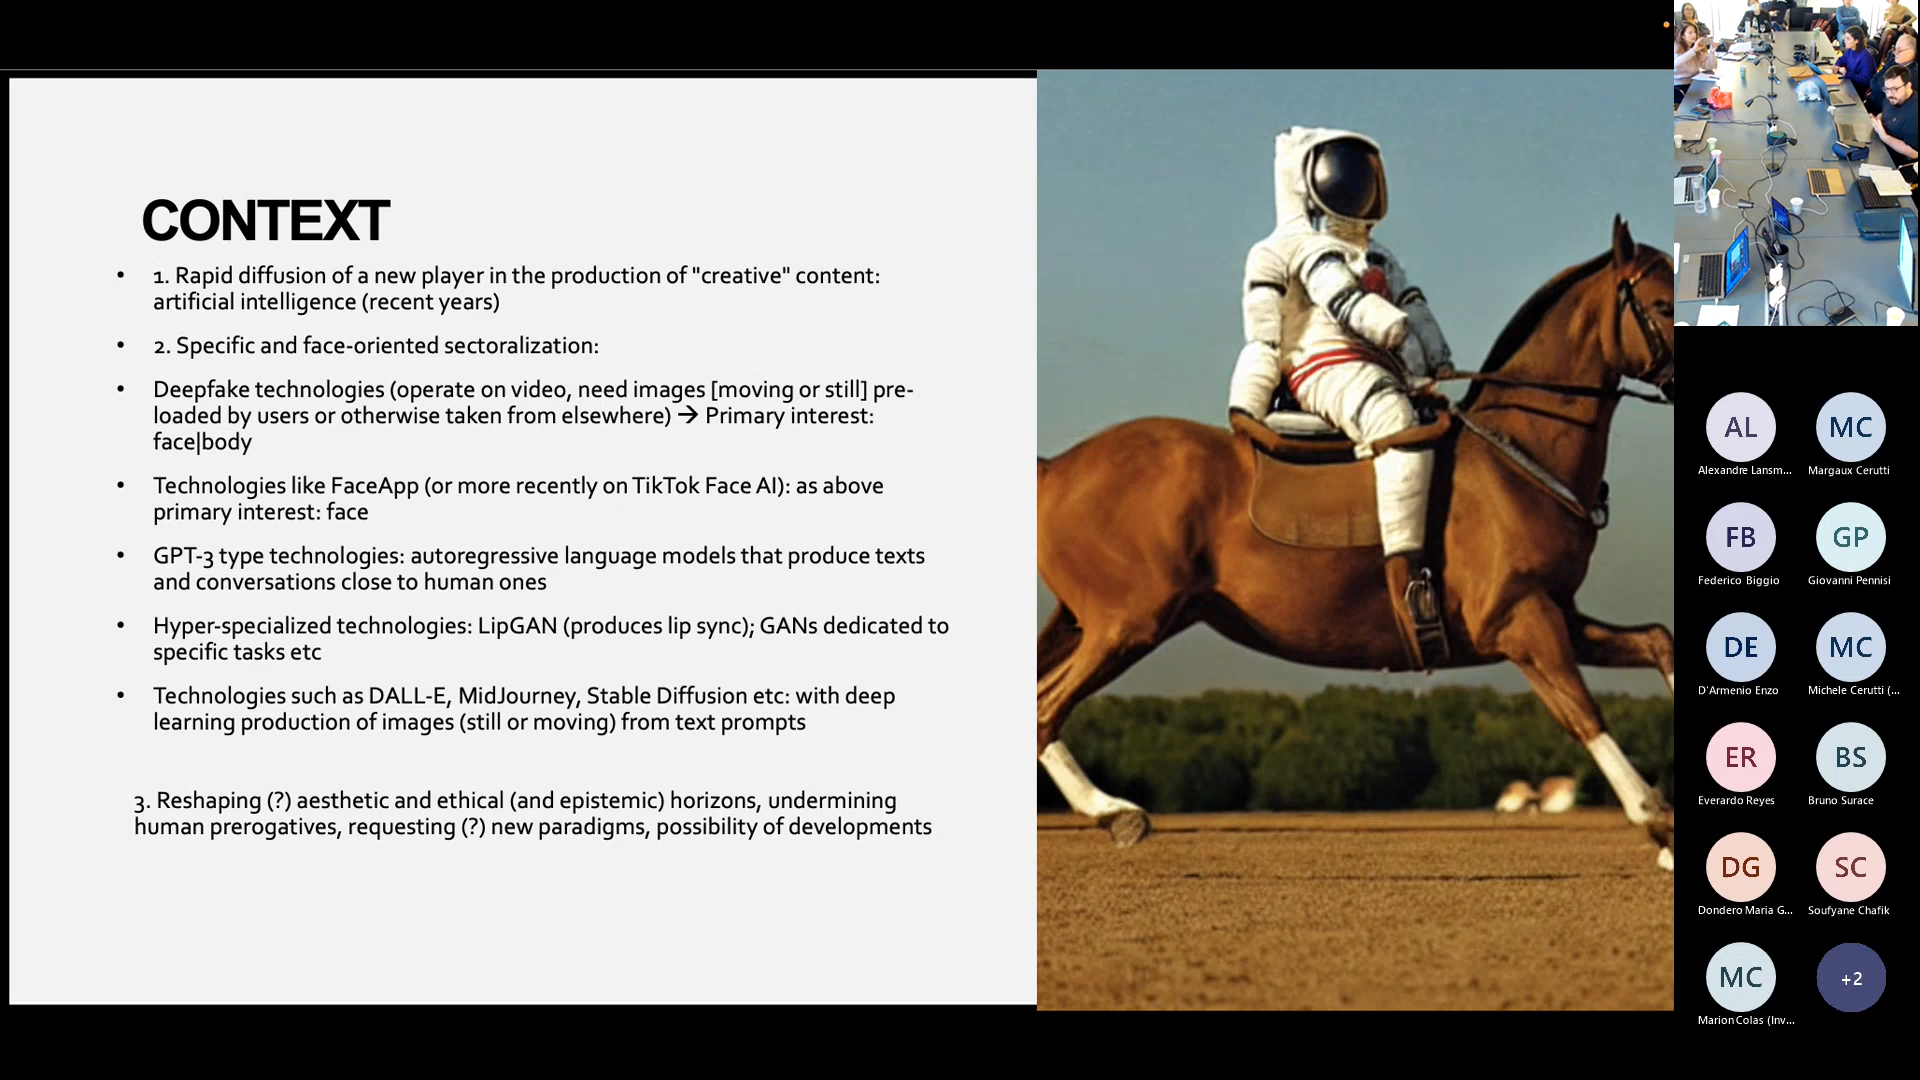 CONTEXT
• 1. Rapid diffusion of a new player in the production of "creative" content:
artificial intelligence (recent years)
• 2. Specific and face-oriented sectoralization:
• Deepfake technologies (operate on video, need images [moving or still] pre-
loaded by users or otherwise taken from elsewhere) → Primary interest:
face|body
• Technologies like FaceApp (or more recently on TikTok Face AI): as above
primary interest: face
• GPT-3 type technologies: autoregressive language models that produce texts
and conversations close to human ones
• Hyper-specialized technologies: LipGAN (produces lip sync); GANs dedicated to
specific tasks etc
• Technologies such as DALL-E, MidJourney, Stable Diffusion etc: with deep
learning production of images (still or moving) from text prompts
3. Reshaping (?) aesthetic and ethical (and epistemic) horizons, undermining
human prerogatives, requesting (?) new paradigms, possibility of developments
AL
Alexandre Lansm...
MC
Margaux Cerutti
FB
Federico Biggio
GP
Giovanni Pennisi
DE
D'Armenio Enzo
MC
Michele Cerutti (...
ER
Everardo Reyes
BS
Bruno Surace
DG
Dondero Maria G...
SC
Soufyane Chafik
MC
Marion Colas (Inv...
+2